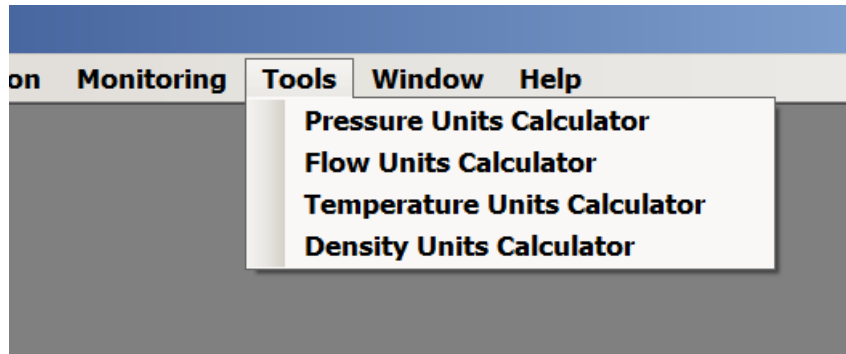 on Monitoring Tools Window Help
Pressure Units Calculator
Flow Units Calculator
Temperature Units Calculator
Density Units Calculator